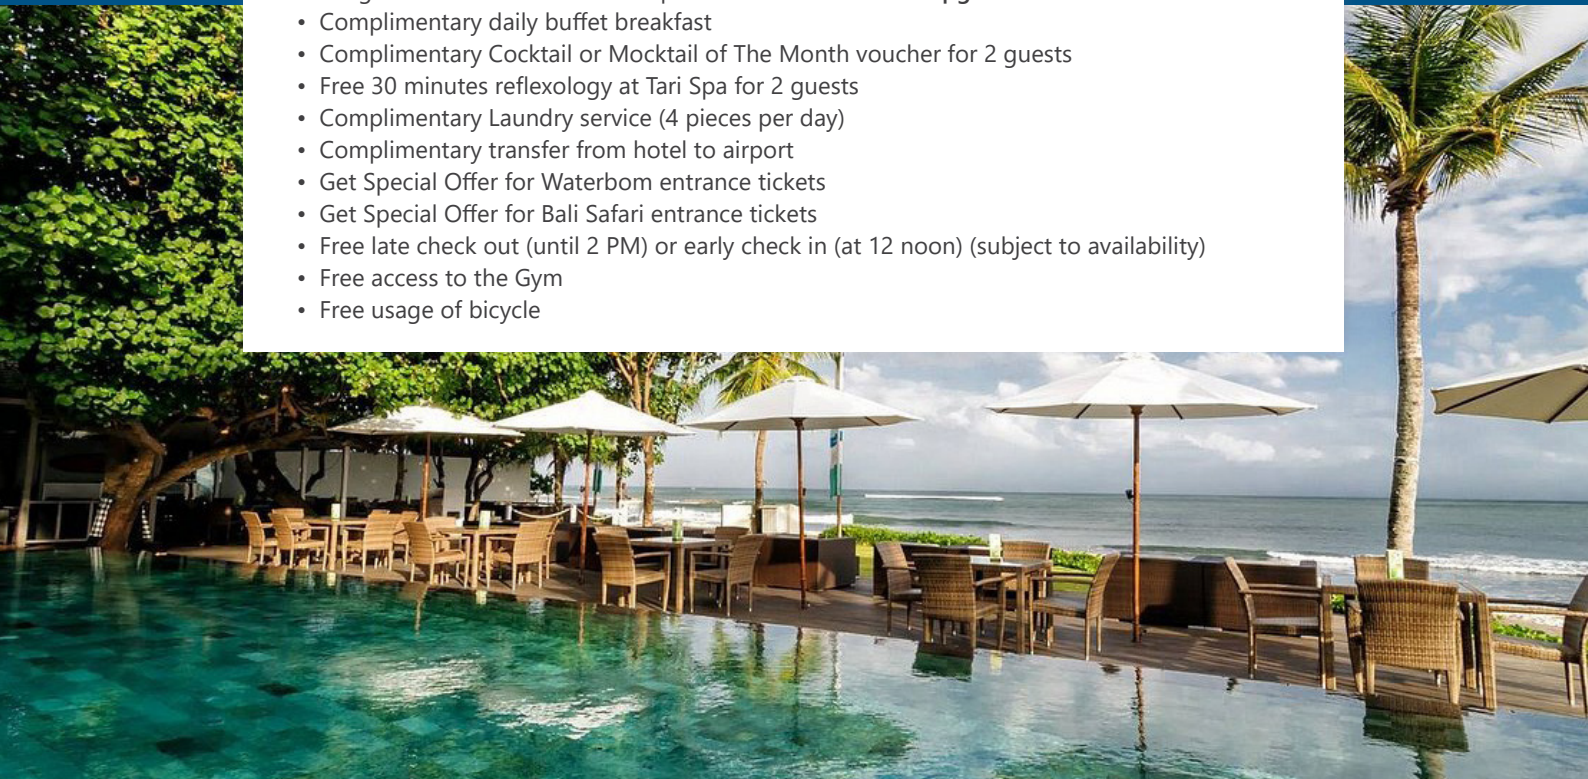 • Complimentary daily buffet breakfast
• Complimentary Cocktail or Mocktail of The Month voucher for 2 guests
• Free 30 minutes reflexology at Tari Spa for 2 guests
• Complimentary Laundry service (4 pieces per day)
• Complimentary transfer from hotel to airport
• Get Special Offer for Waterbom entrance tickets
• Get Special Offer for Bali Safari entrance tickets
• Free late check out (until 2 PM) or early check in (at 12 noon) (subject to availability)
• Free access to the Gym
• Free usage of bicycle